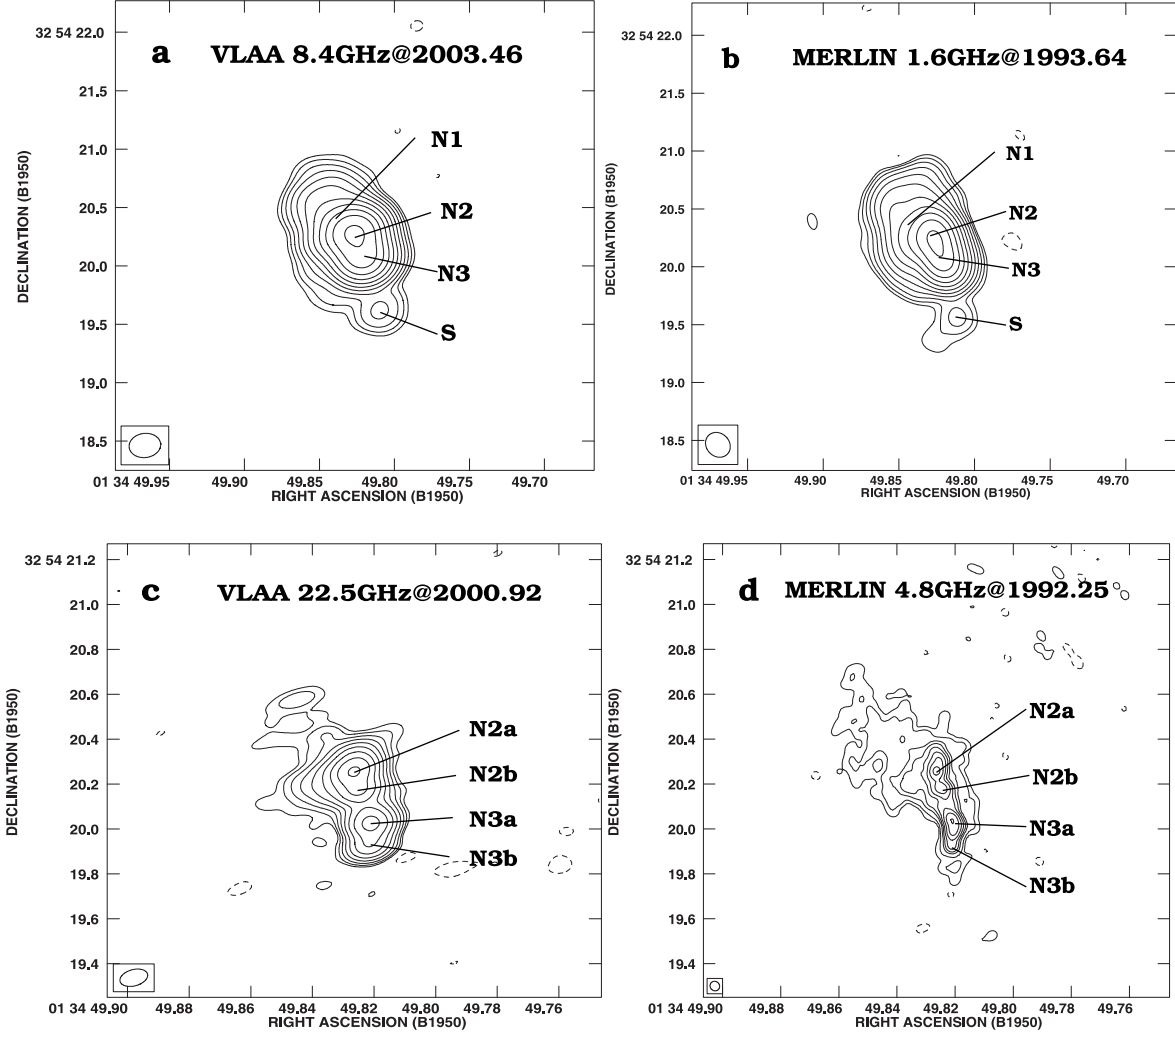 a VLAA 8.4GHz@2003.46
32 54 22.0
21.5
21.0
20.5
20.0
19.5
19.0
18.5
DECLINATION (B1950)
N1
N2
N3
S
01 34 49.95 49.90 49.85 49.80 49.75 49.70
RIGHT ASCENSION (B1950)
b MERLIN 1.6GHz@1993.64
32 54 22.0
21.5
21.0
20.5
20.0
19.5
19.0
18.5
DECLINATION (B1950)
N1
N2
N3
S
01 34 49.95 49.90 49.85 49.80 49.75 49.70
RIGHT ASCENSION (B1950)
c VLAA 22.5GHz@2000.92
32 54 21.2
21.0
20.8
20.6
20.4
20.2
20.0
19.8
19.6
19.4
DECLINATION (B1950)
N2a
N2b
N3a
N3b
01 34 49.90 49.88 49.86 49.84 49.82 49.80 49.78 49.76
RIGHT ASCENSION (B1950)
d MERLIN 4.8GHz@1992.25
32 54 21.2
21.0
20.8
20.6
20.4
20.2
20.0
19.8
19.6
19.4
DECLINATION (B1950)
N2a
N2b
N3a
N3b
01 34 49.90 49.88 49.86 49.84 49.82 49.80 49.78 49.76
RIGHT ASCENSION (B1950)